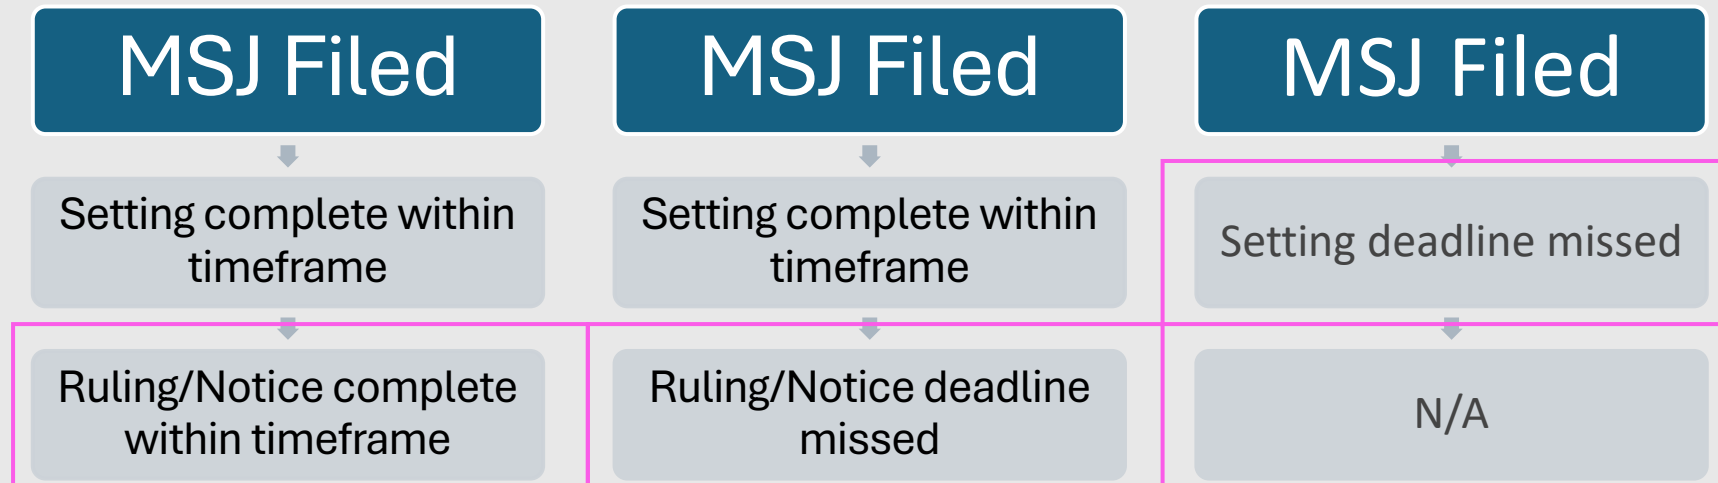 MSJ Filed
Setting complete within
timeframe
Ruling/Notice complete
within timeframe
MSJ Filed
Setting complete within
timeframe
Ruling/Notice deadline
missed
MSJ Filed
Setting deadline missed
N/A